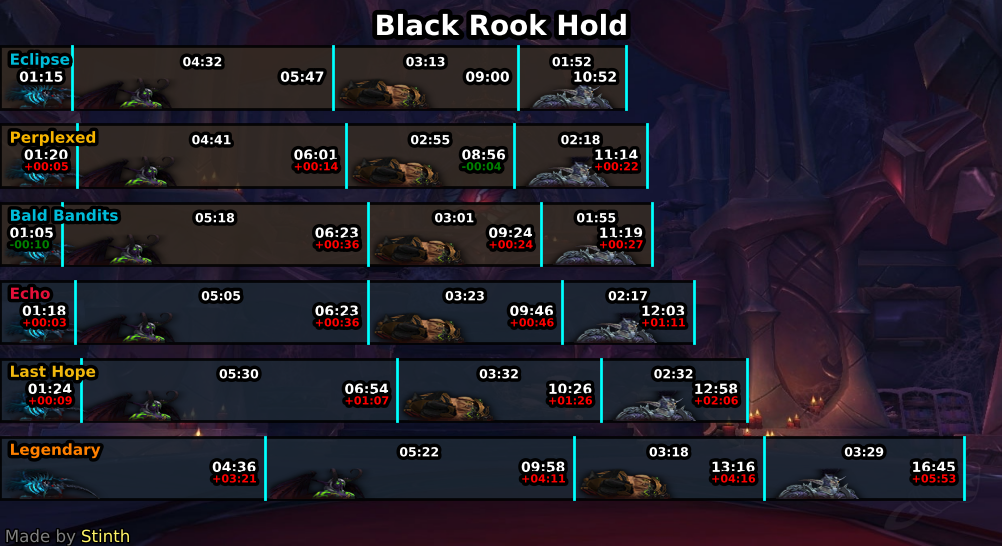 Black Rook Hold
Eclipse
04:32 03:13 01:52
01:15 05:47 09:00 10:52
Perplexed
04:41 02:55 02:18
01:20 06:01 08:56 11:14
+00:05 +00:14 -00:04 +00:22
Bald Bandits
05:18 03:01 01:55
01:05 06:23 09:24 11:19
-00:10 +00:36 +00:24 +00:27
Echo
05:05 03:23 02:17
01:18 06:23 09:46 12:03
+00:03 +00:36 +00:46 +01:11
Last Hope
05:30 03:32 02:32
01:24 06:54 10:26 12:58
+00:09 +01:07 +01:26 +02:06
Legendary
05:22 03:18 03:29
04:36 09:58 13:16 16:45
+03:21 +04:11 +04:16 +05:53
Made by Stinth